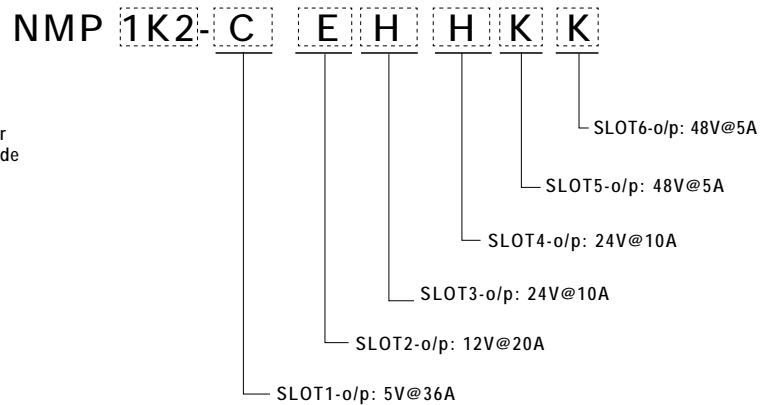 NMP 1K2-C E H H K K
r
de
SLOT6-o/p: 48V@5A
SLOT5-o/p: 48V@5A
SLOT4-o/p: 24V@10A
SLOT3-o/p: 24V@10A
SLOT2-o/p: 12V@20A
SLOT1-o/p: 5V@36A